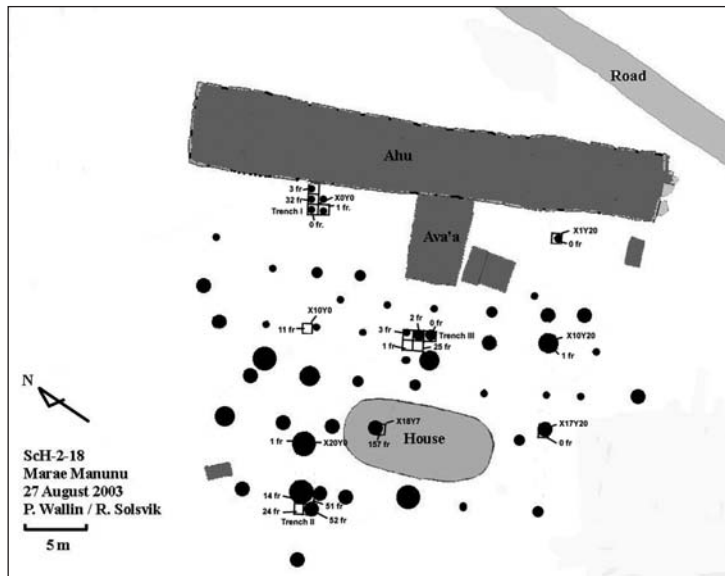 Road
Ahu
3 fr
32 fr
X0Y0
Trench I
1 fr.
0 fr.
Ava'a
X1Y20
0 fr
X10Y0
11 fr
2 fr
0 fr
3 fr
Trench III
1 fr
25 fr
X10Y20
1 fr
N
X18Y7
157 fr
House
X17Y20
0 fr
1 fr
X20Y0
ScH-2-18
Marae Manunu
27 August 2003
P. Wallin / R. Solsvik
5 m
14 fr
51 fr
24 fr
Trench II
52 fr